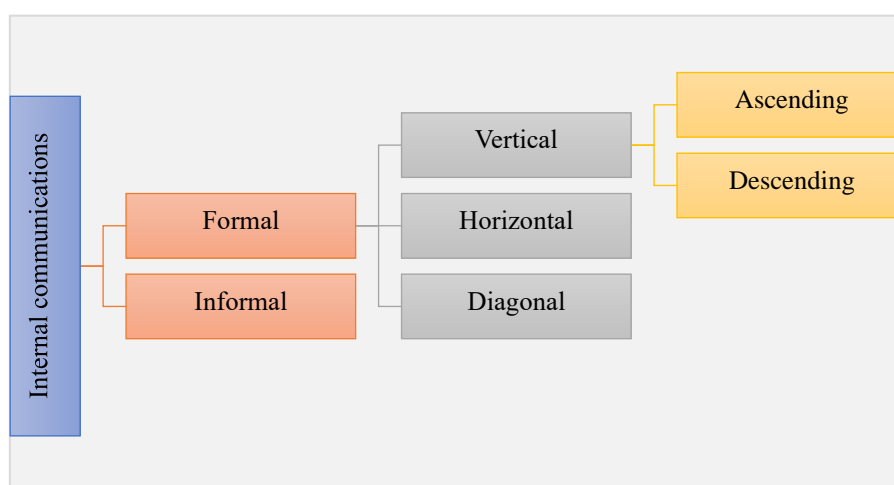 Internal communications
Formal
Informal
Vertical
Horizontal
Diagonal
Ascending
Descending